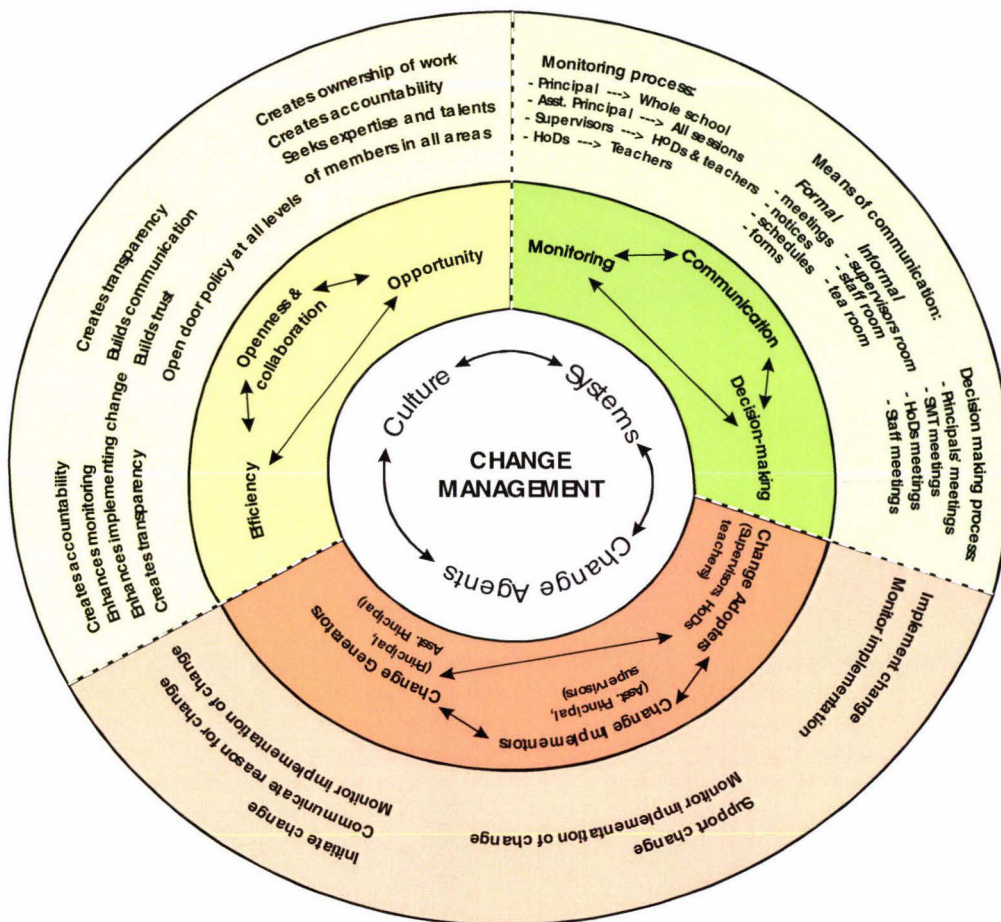 CHANGE
MANAGEMENT
Culture
Systems
Change Agents
Efficiency
Openness &
collaboration
Opportunity
Monitoring
Communication
Decision-making
Change Adopters
(Supervisors, HoDs
teachers)
Change Implementors
(Asst. Principal,
supervisors)
Change Generators
(Principal,
Asst. Principal)
Creates ownership of work
Creates accountability
Seeks expertise and talents
of members in all areas
Creates transparency
Builds communication
Builds trust
Open door policy at all levels
Creates accountability
Enhances monitoring
Enhances implementing change
Enhances transparency
Creates transparency
Monitoring process:
- Principal ---> Whole school
- Asst. Principal ---> All sessions
- Supervisors ---> HoDs & teachers
- HoDs ---> Teachers
Means of communication:
Formal
- meetings
- notices
- schedules
- forms
Informal
- supervisors room
- staff room
- tea room
Decision making process:
- Principals' meetings
- SMT meetings
- HoDs meetings
- Staff meetings
Implement change
Monitor implementation
Support change
Monitor implementation of change
Initiate change
Communicate reason for change
Monitor implementation of change